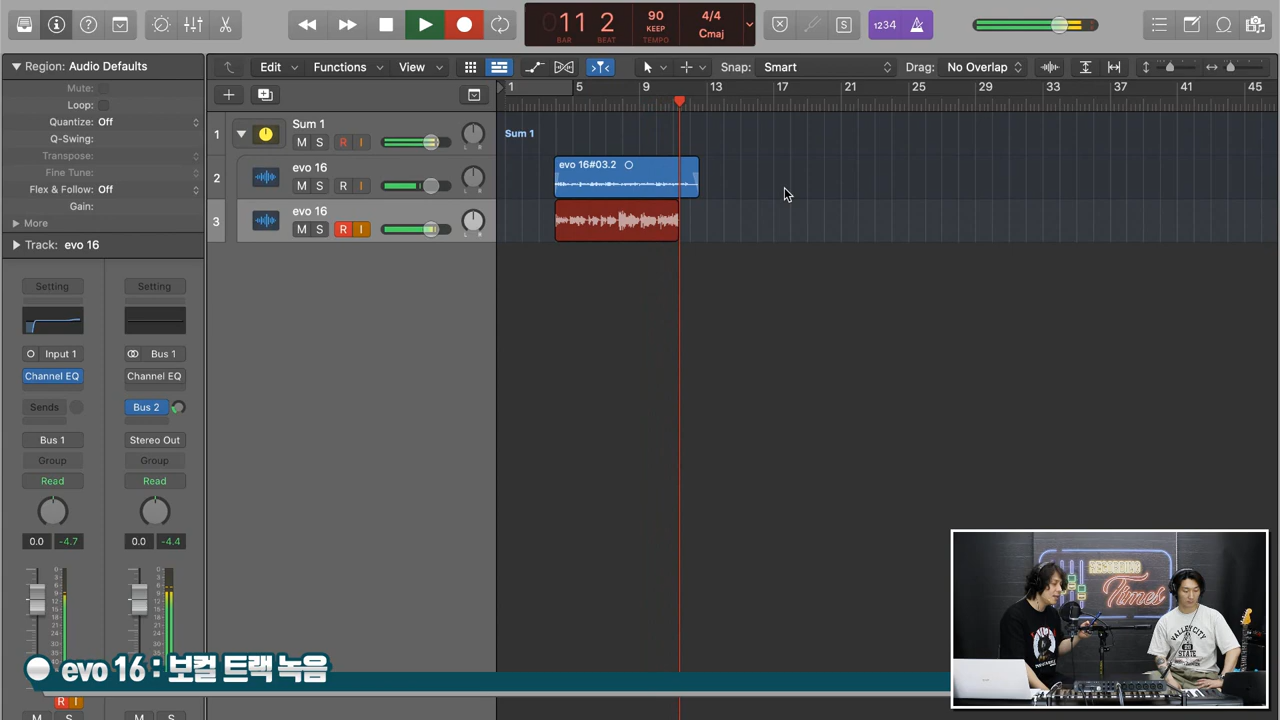 11 2
BAR BEAT
90
KEEP
TEMPO
4/4
Cmaj
S
1234
Region: Audio Defaults
Mute:
Loop:
Quantize: Off
Q-Swing:
Transpose:
Fine Tune:
Flex & Follow: Off
Gain:
More
Track: evo 16
Edit Functions View
Snap: Smart
Drag: No Overlap
1 5 9 13 17 21 25 29 33 37 41 45
1 Sum 1
M S R I
L R
Sum 1
2 evo 16
M S R I
L R
evo 16#03.2
3 evo 16
M S R I
L R
Setting Setting
Input 1 Bus 1
Channel EQ Channel EQ
Sends Bus 2
Bus 1 Stereo Out
Group Group
Read Read
0.0 -4.7 0.0 -4.4
R I
M S M S
RECORDING
Times
VALLEY CITY
STATE
evo 16 : 보컬 트랙 녹음